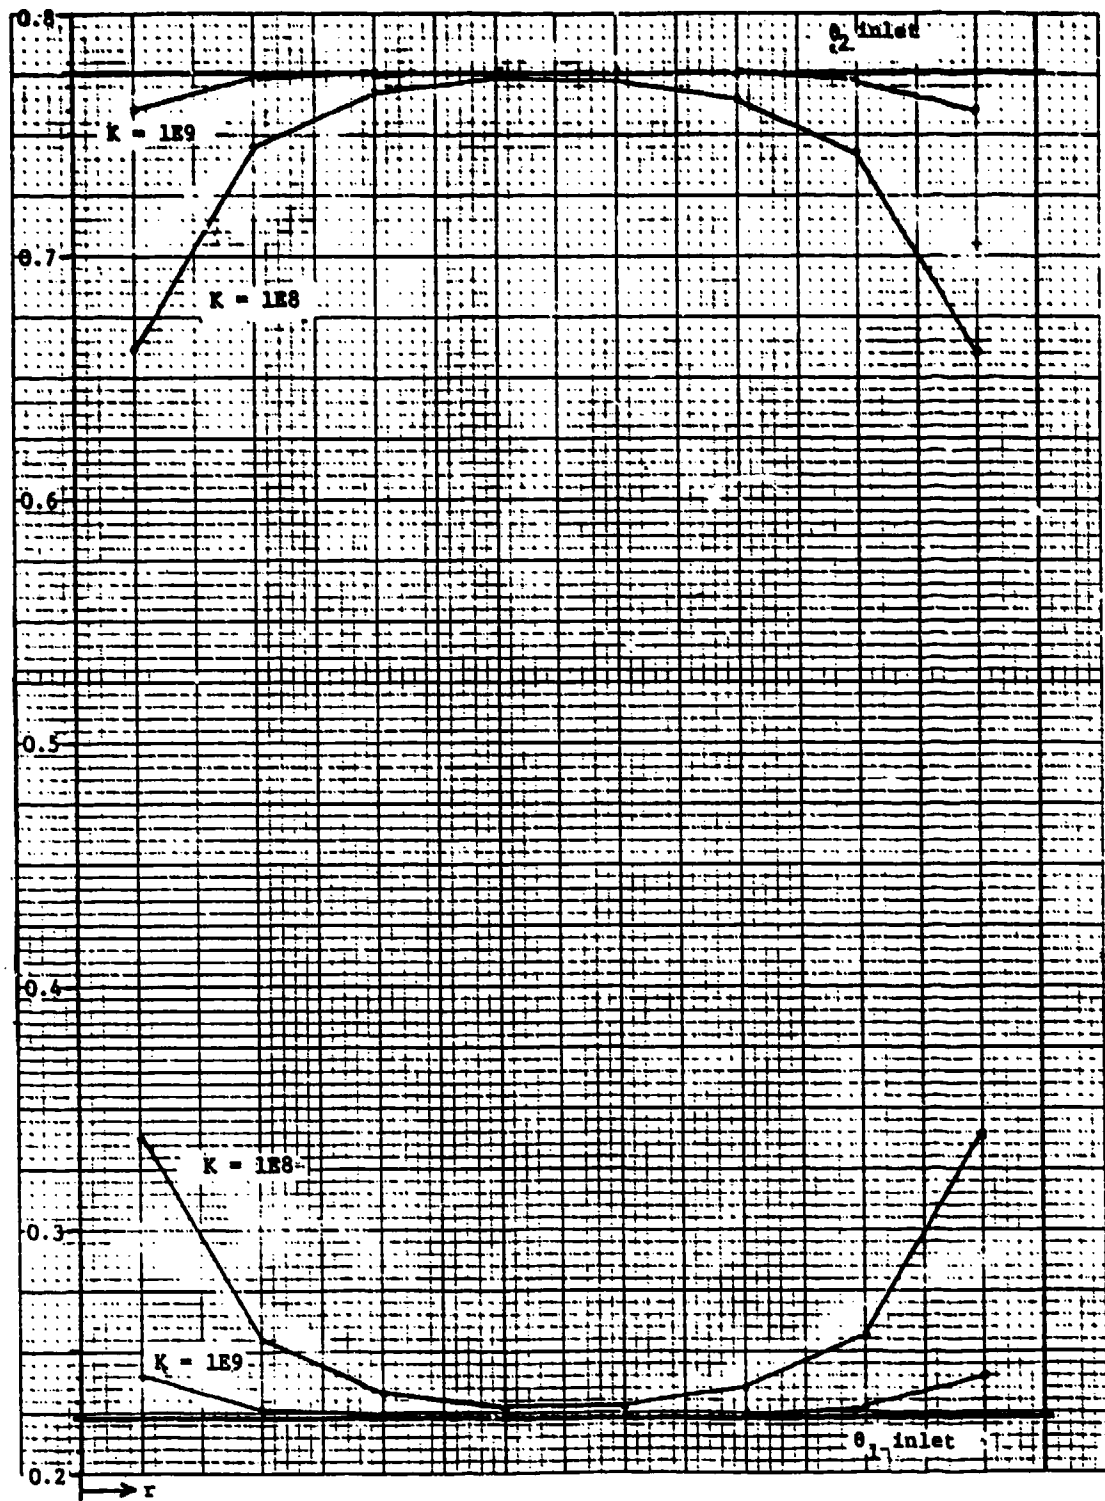 0.8
θ2 inlet
K = 1E9
0.7
K = 1E8
0.6
0.5
0.4
K = 1E8
0.3
K = 1E9
θ1 inlet
0.2
r